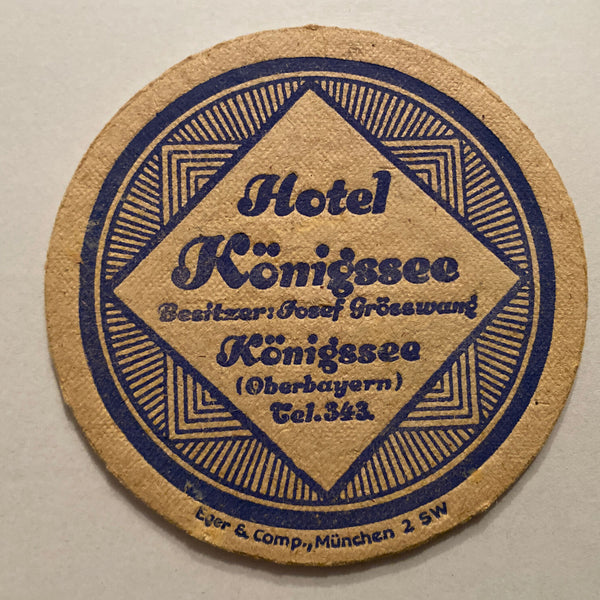 Hotel
Königssee
Besitzer: Josef Grösswang
Königssee
(Oberbayern)
Tel. 343.
Eger & Comp., München 2 SW